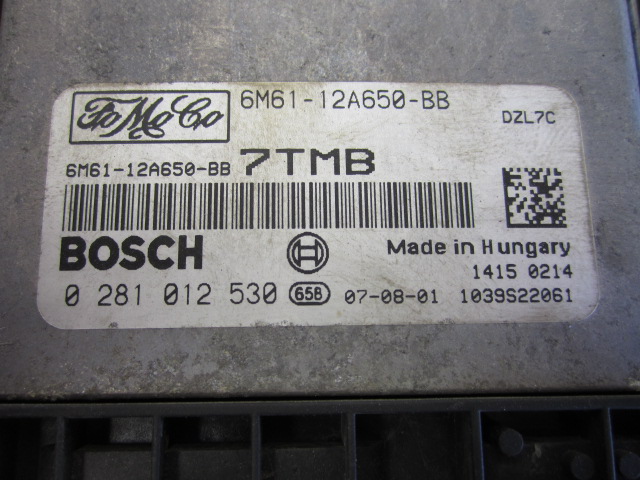 FoMoCo
6M61-12A650-BB
DZL7C
6M61-12A650-BB 7TMB
BOSCH
Made in Hungary
1415 0214
0 281 012 530 658 07-08-01 1039S22061